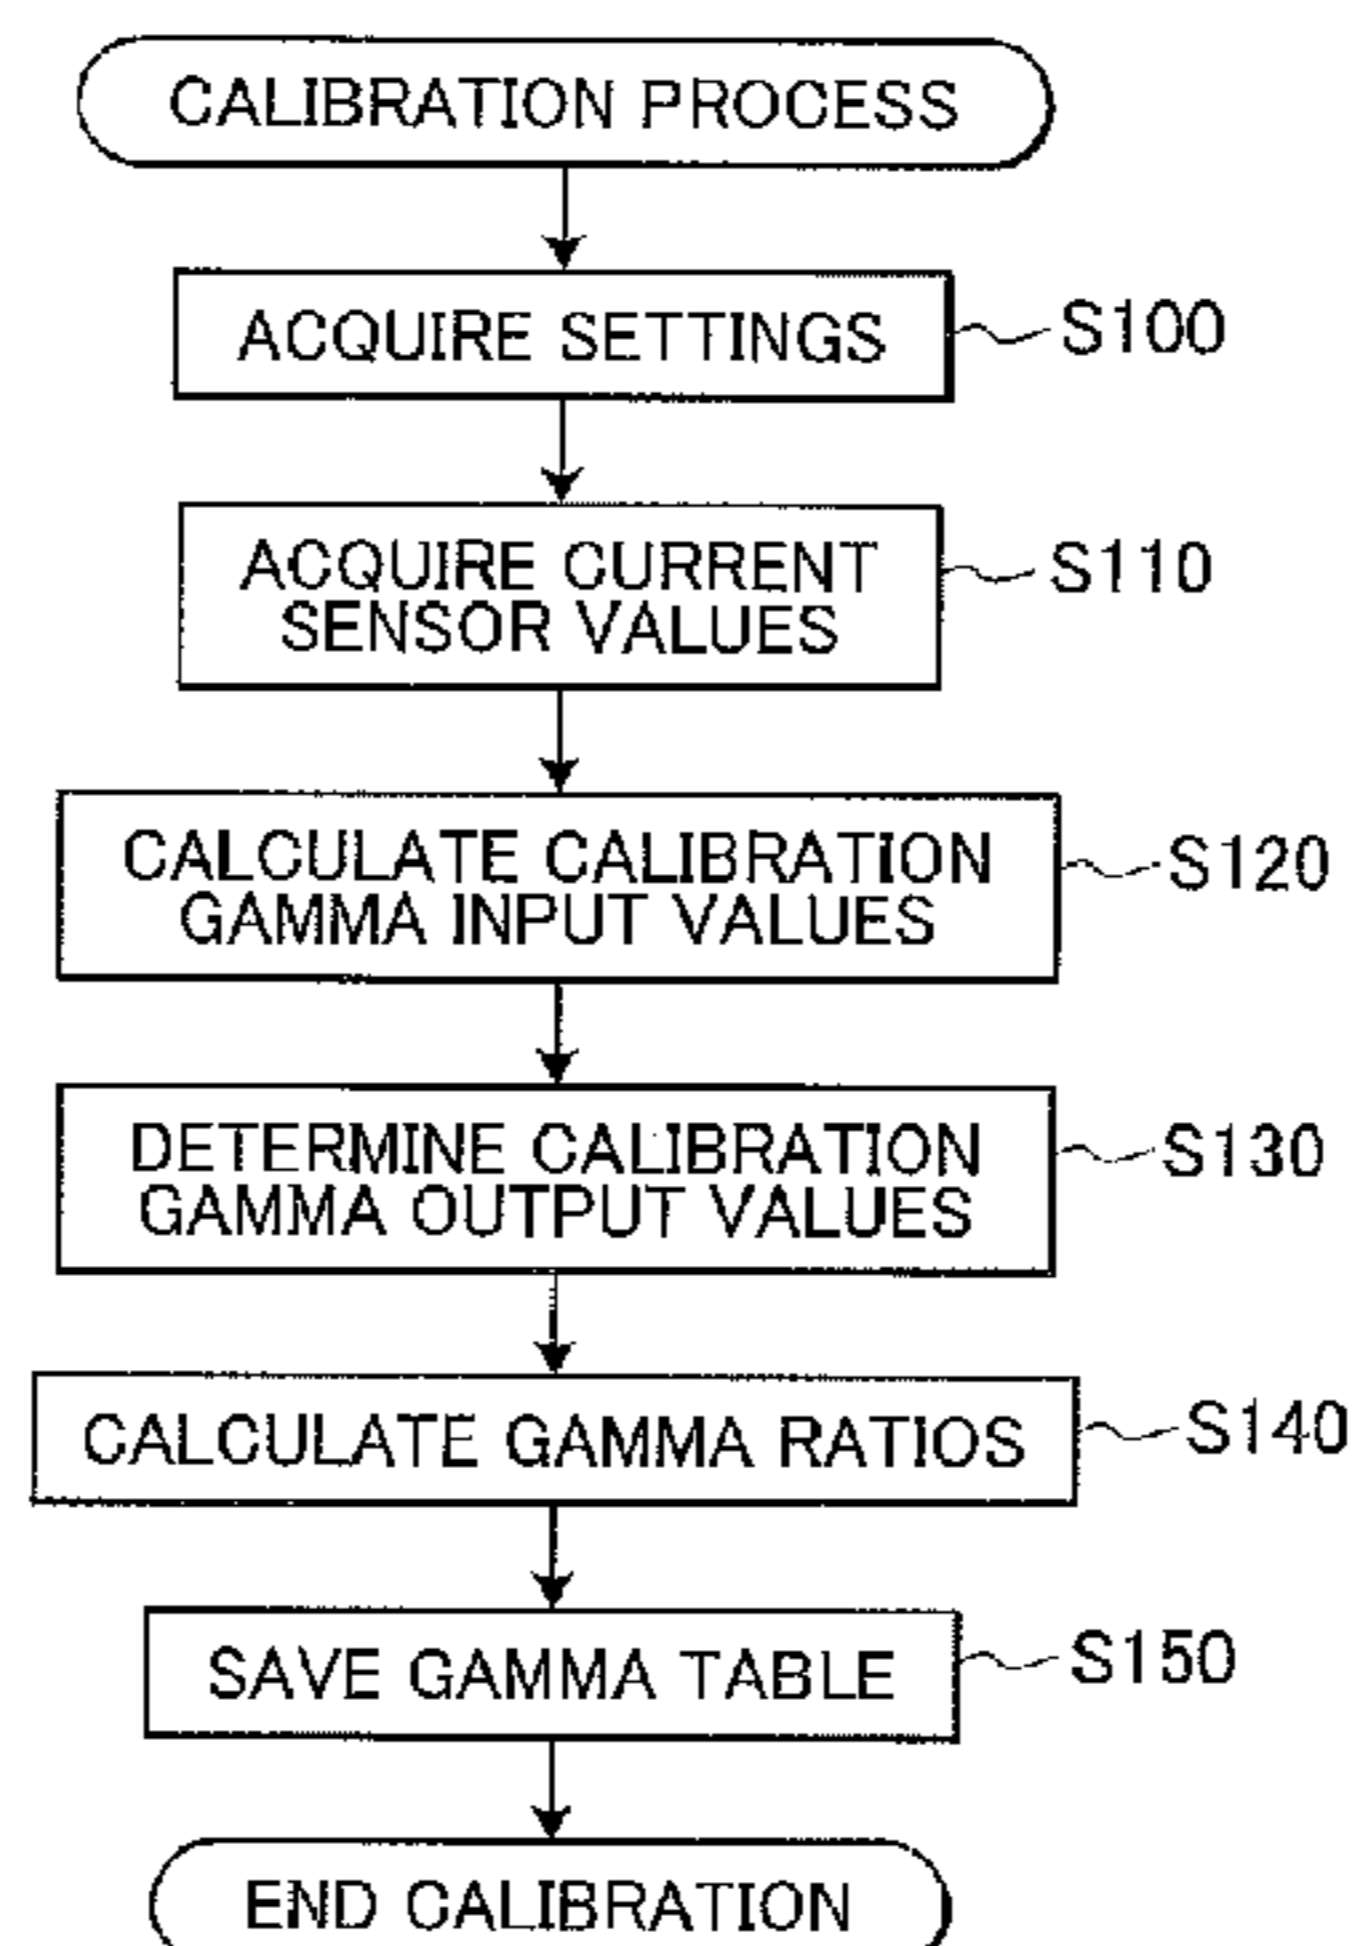 CALIBRATION PROCESS
ACQUIRE SETTINGS
S100
ACQUIRE CURRENT
SENSOR VALUES
S110
CALCULATE CALIBRATION
GAMMA INPUT VALUES
S120
DETERMINE CALIBRATION
GAMMA OUTPUT VALUES
S130
CALCULATE GAMMA RATIOS
S140
SAVE GAMMA TABLE
S150
END CALIBRATION